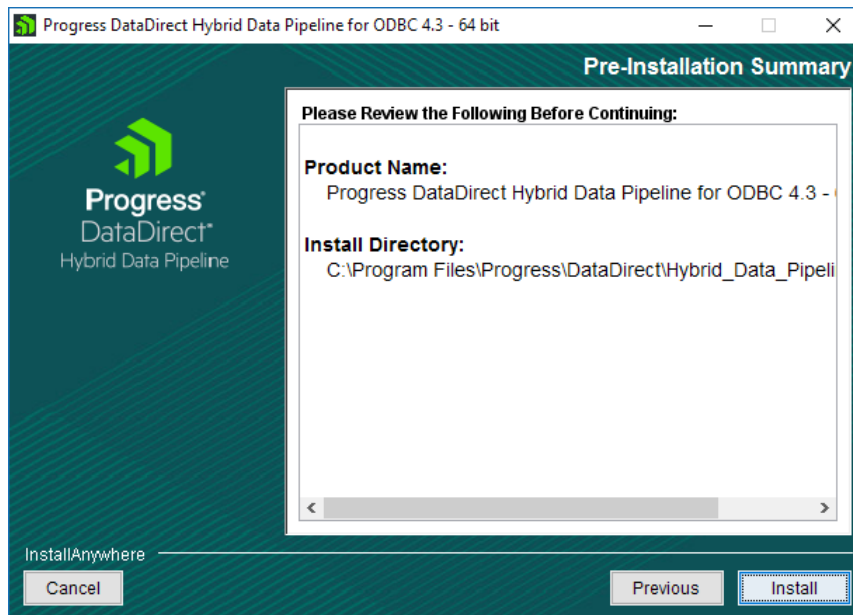 Progress DataDirect Hybrid Data Pipeline for ODBC 4.3 - 64 bit
Pre-Installation Summary
Progress
DataDirect
Hybrid Data Pipeline
Please Review the Following Before Continuing:
Product Name:
Progress DataDirect Hybrid Data Pipeline for ODBC 4.3 -
Install Directory:
C:\Program Files\Progress\DataDirect\Hybrid_Data_Pipeli
InstallAnywhere
Cancel
Previous
Install